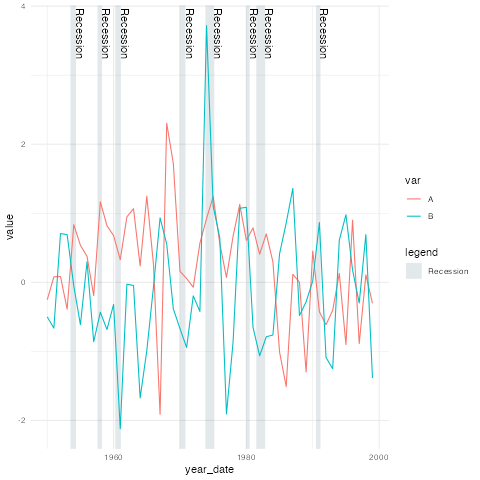 Recession
Recession
Recession
Recession
Recession
Recession
Recession
Recession
4
2
0
-2
value
1960
1980
2000
year_date
var
A
B
legend
Recession